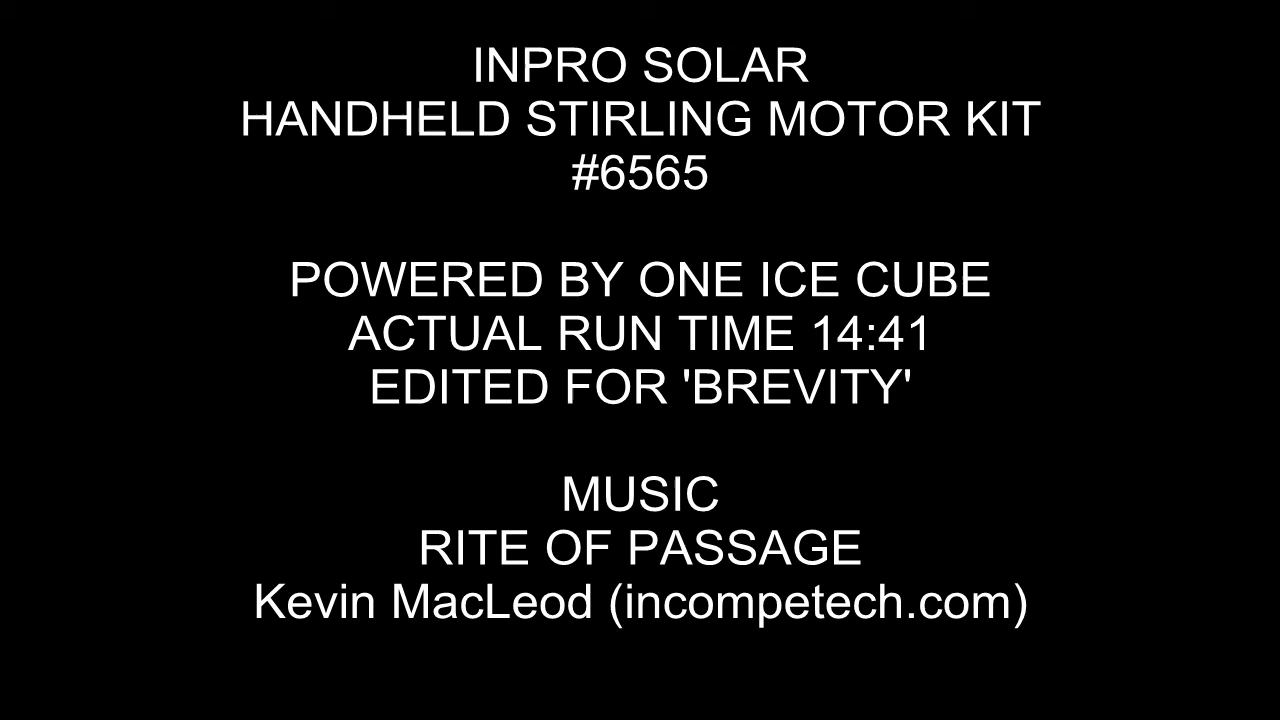 INPRO SOLAR
HANDHELD STIRLING MOTOR KIT
#6565
POWERED BY ONE ICE CUBE
ACTUAL RUN TIME 14:41
EDITED FOR 'BREVITY'
MUSIC
RITE OF PASSAGE
Kevin MacLeod (incompetech.com)